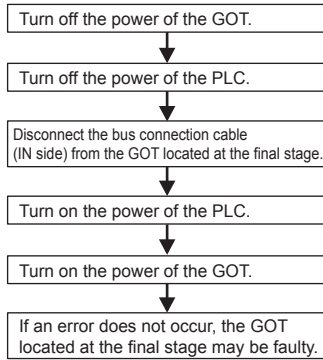 Turn off the power of the GOT.
Turn off the power of the PLC.
Disconnect the bus connection cable
(IN side) from the GOT located at the final stage.
Turn on the power of the PLC.
Turn on the power of the GOT.
If an error does not occur, the GOT
located at the final stage may be faulty.